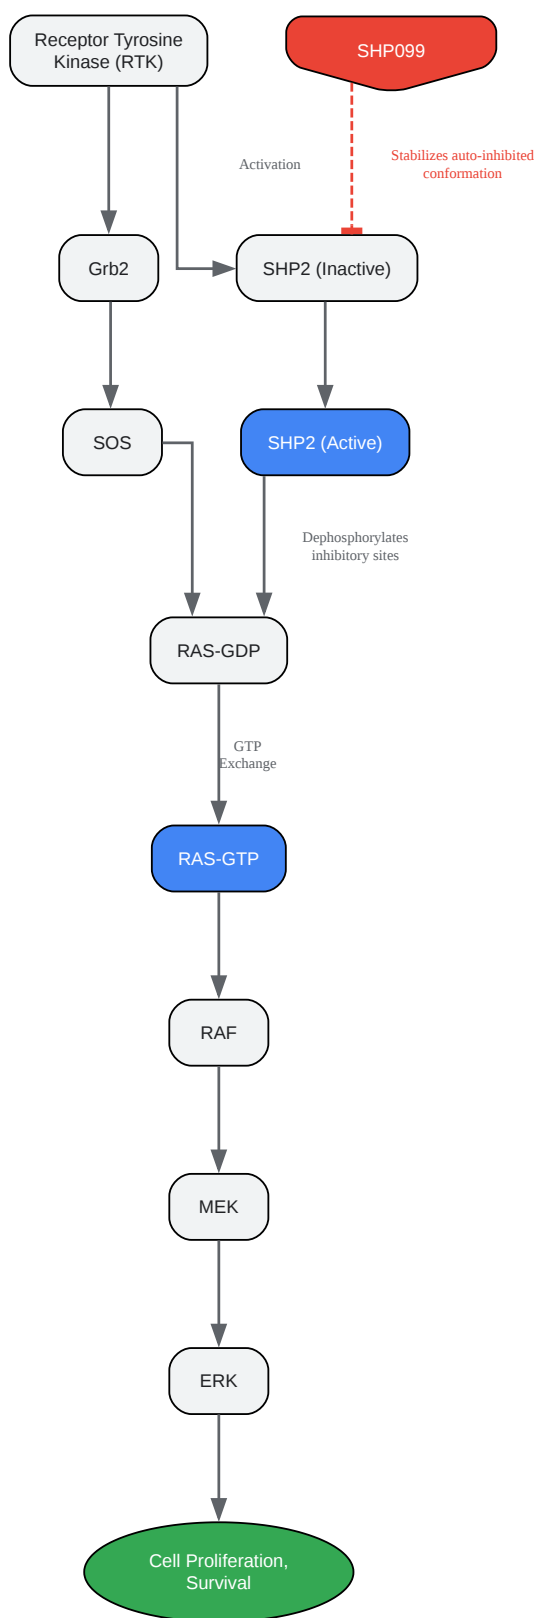 Receptor Tyrosine
Kinase (RTK)
SHP099
Activation
Stabilizes auto-inhibited
conformation
Grb2
SHP2 (Inactive)
SOS
SHP2 (Active)
Dephosphorylates
inhibitory sites
RAS-GDP
GTP
Exchange
RAS-GTP
RAF
MEK
ERK
Cell Proliferation,
Survival